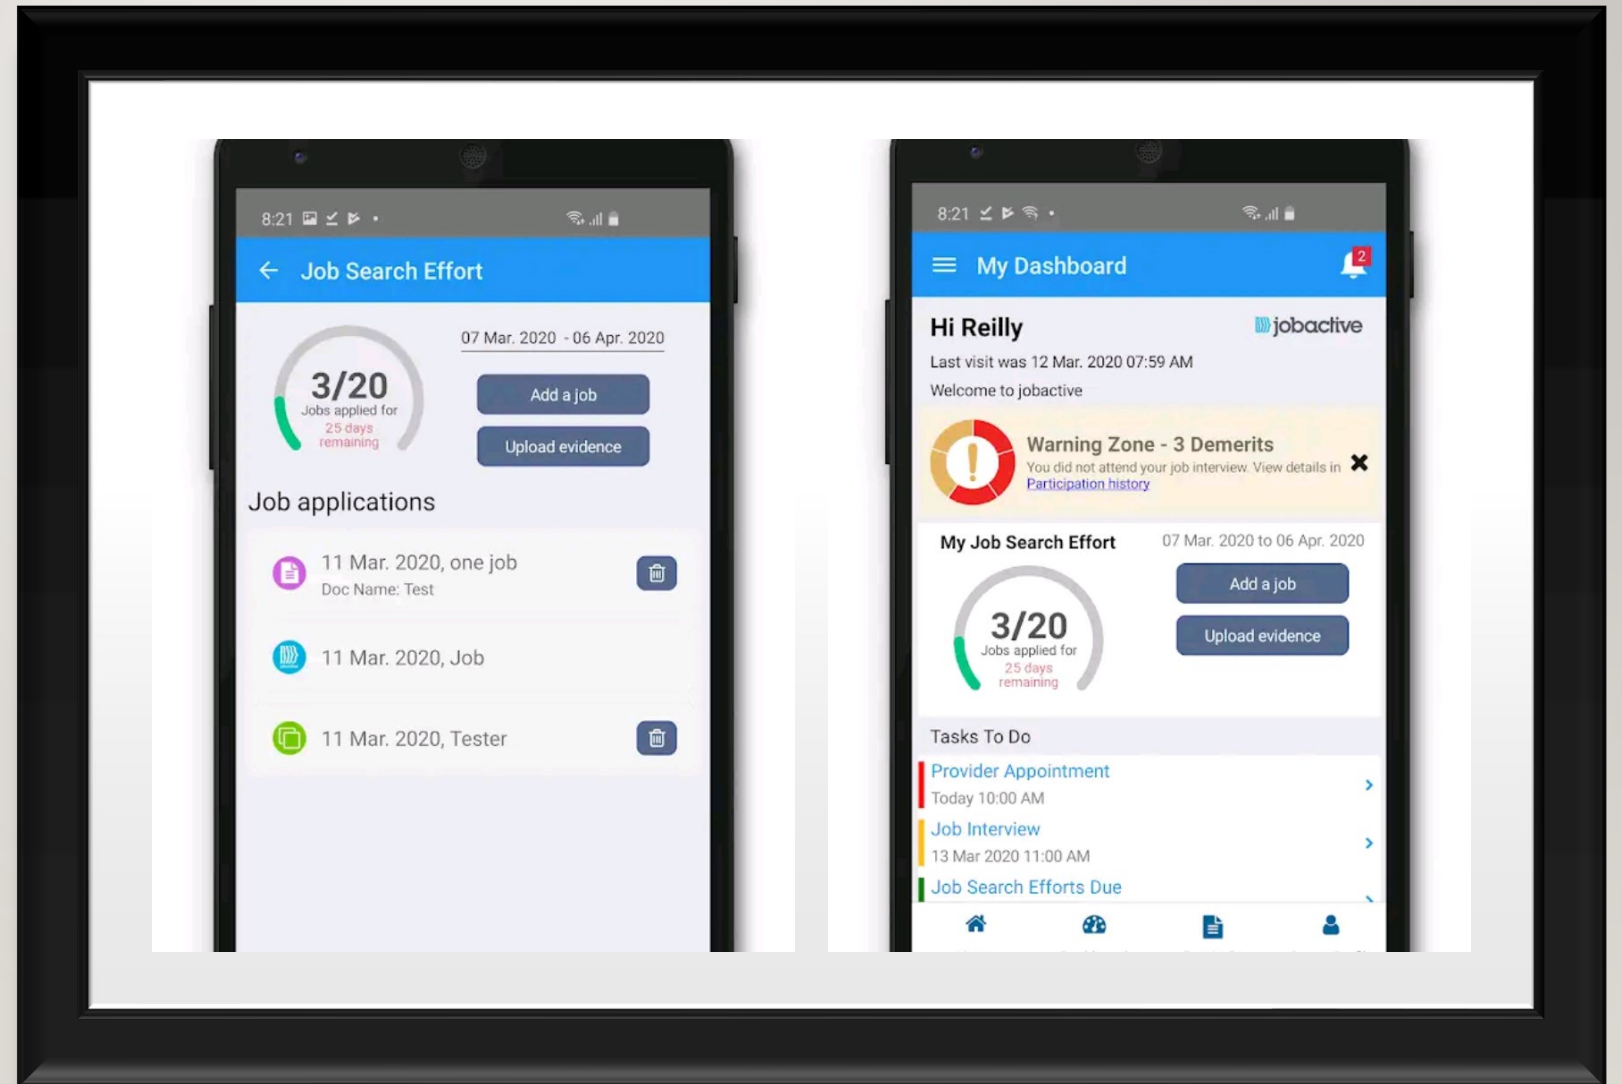 8:21
Job Search Effort
3/20
Jobs applied for
25 days
remaining
07 Mar. 2020 - 06 Apr. 2020
Add a job
Upload evidence
Job applications
11 Mar. 2020, one job
Doc Name: Test
11 Mar. 2020, Job
11 Mar. 2020, Tester
8:21
My Dashboard
2
Hi Reilly
jobactive
Last visit was 12 Mar. 2020 07:59 AM
Welcome to jobactive
Warning Zone - 3 Demerits
You did not attend your job interview. View details in
Participation history
My Job Search Effort
07 Mar. 2020 to 06 Apr. 2020
3/20
Jobs applied for
25 days
remaining
Add a job
Upload evidence
Tasks To Do
Provider Appointment
Today 10:00 AM
Job Interview
13 Mar 2020 11:00 AM
Job Search Efforts Due